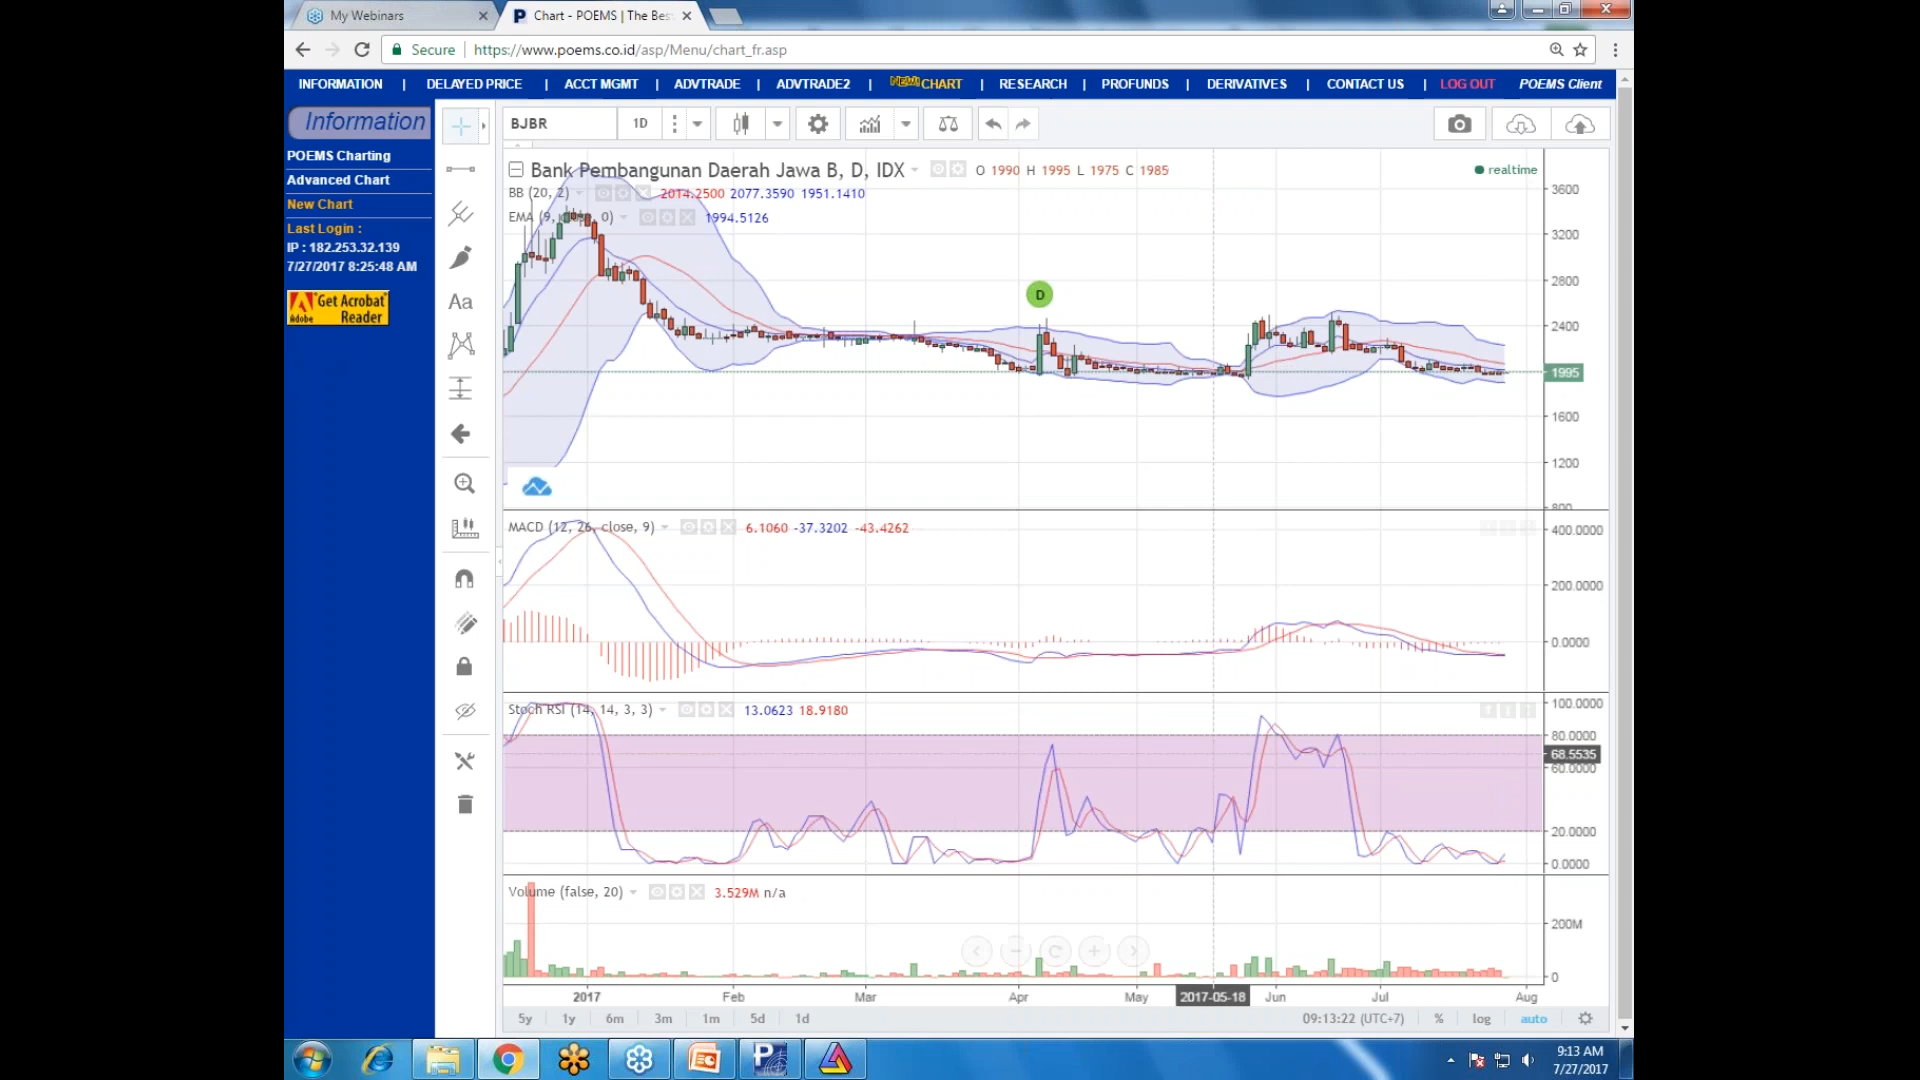 My Webinars
Chart - POEMS | The Bes
Secure | https://www.poems.co.id/asp/Menu/chart_fr.asp
INFORMATION | DELAYED PRICE | ACCT MGMT | ADVTRADE | ADVTRADE2 | NEW! CHART | RESEARCH | PROFUNDS | DERIVATIVES | CONTACT US | LOG OUT POEMS Client
Information
POEMS Charting
Advanced Chart
New Chart
Last Login :
IP : 182.253.32.139
7/27/2017 8:25:48 AM
Get Acrobat
Adobe Reader
BJBR 1D
Aa
Bank Pembangunan Daerah Jawa B, D, IDX O 1990 H 1995 L 1975 C 1985
realtime
BB (20, 2) 2014.2500 2077.3590 1951.1410
EMA (9, 0) 1994.5126
D
3600
3200
2800
2400
1995
1600
1200
800
MACD (12, 26, close, 9) 6.1060 -37.3202 -43.4262
400.0000
200.0000
0.0000
Stoch RSI (14, 14, 3, 3) 13.0623 18.9180
100.0000
80.0000
68.5535
60.0000
20.0000
0.0000
Volume (false, 20) 3.529M n/a
200M
0
2017 Feb Mar Apr May 2017-05-18 Jun Jul Aug
5y 1y 6m 3m 1m 5d 1d 09:13:22 (UTC+7) % log auto
9:13 AM
7/27/2017